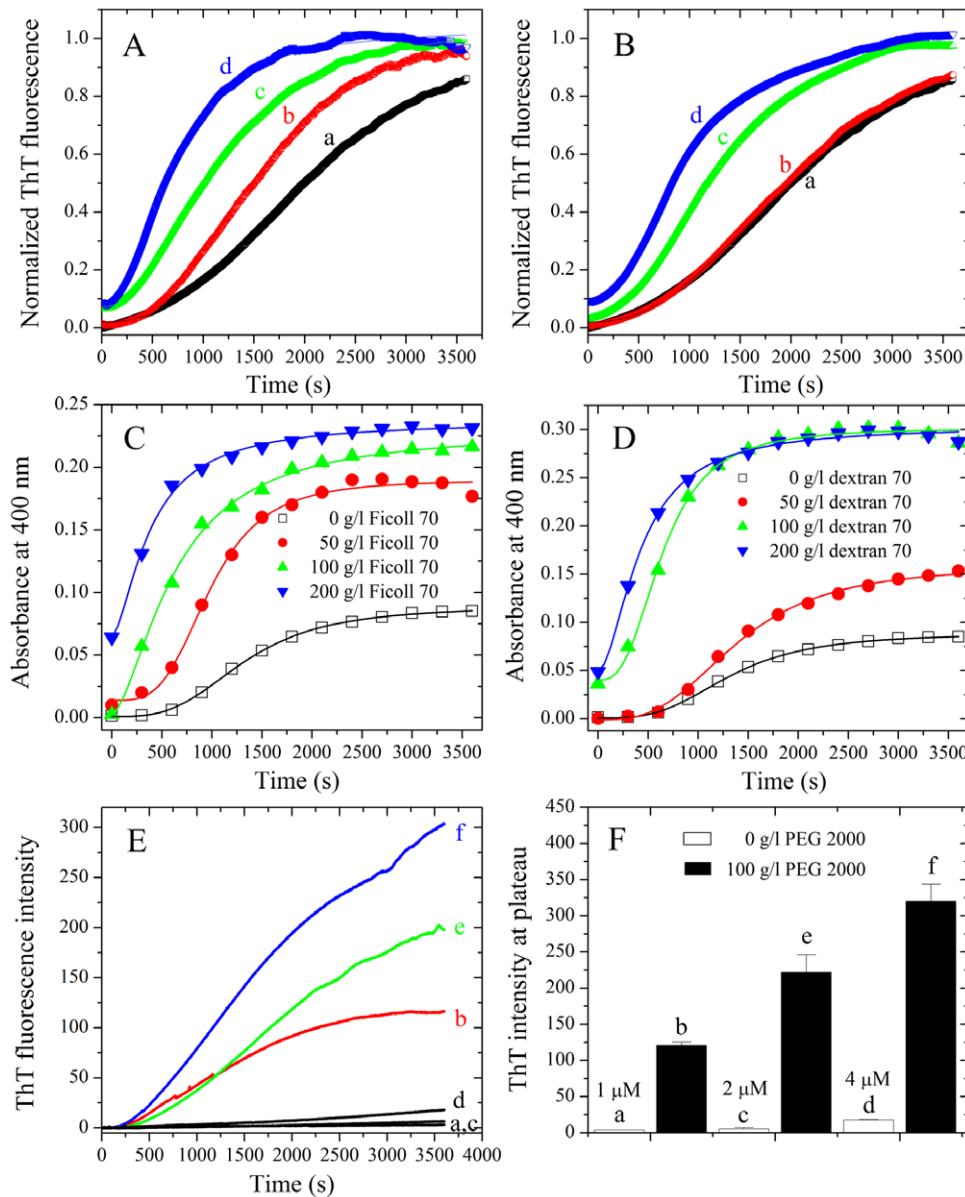 A
B
Normalized ThT fluorescence
1.0
0.8
0.6
0.4
0.2
0.0
d
c
b
a
0 500 1000 1500 2000 2500 3000 3500
Time (s)
Normalized ThT fluorescence
1.0
0.8
0.6
0.4
0.2
0.0
d
c
b
a
0 500 1000 1500 2000 2500 3000 3500
Time (s)
C
Absorbance at 400 nm
0.25
0.20
0.15
0.10
0.05
0.00
0 g/l Ficoll 70
50 g/l Ficoll 70
100 g/l Ficoll 70
200 g/l Ficoll 70
0 500 1000 1500 2000 2500 3000 3500
Time (s)
D
Absorbance at 400 nm
0.30
0.25
0.20
0.15
0.10
0.05
0.00
0 g/l dextran 70
50 g/l dextran 70
100 g/l dextran 70
200 g/l dextran 70
0 500 1000 1500 2000 2500 3000 3500
Time (s)
E
ThT fluorescence intensity
300
250
200
150
100
50
0
f
e
b
d
a,c
0 500 1000 1500 2000 2500 3000 3500 4000
Time (s)
F
ThT intensity at plateau
450
400
350
300
250
200
150
100
50
0
0 g/l PEG 2000
100 g/l PEG 2000
f
e
b
1 μM
2 μM
4 μM
a
c
d